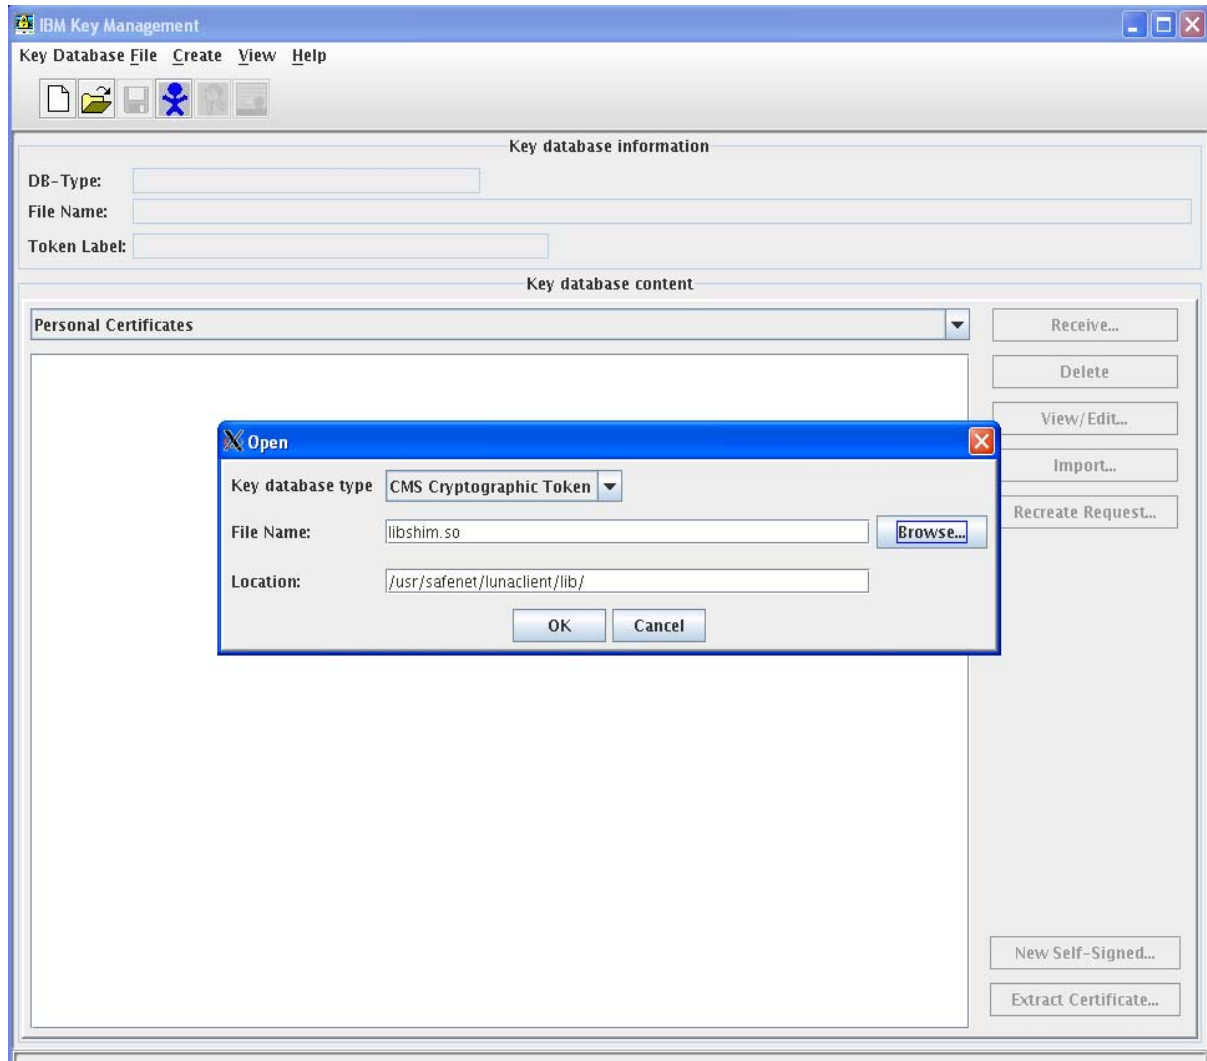 IBM Key Management
Key Database File Create View Help
Key database information
DB-Type:
File Name:
Token Label:
Key database content
Personal Certificates
Receive...
Delete
View/Edit...
Import...
Recreate Request...
Open
Key database type CMS Cryptographic Token
File Name: libshim.so Browse...
Location: /usr/safenet/lunaclient/lib/
OK Cancel
New Self-Signed...
Extract Certificate...